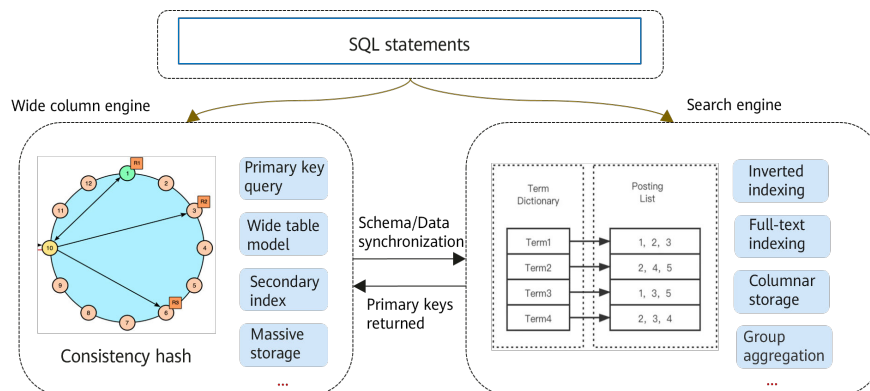 SQL statements
Wide column engine
Search engine
R1
1
2
R2
3
4
5
R3
6
7
8
9
10
11
12
Consistency hash
Primary key
query
Wide table
model
Secondary
index
Massive
storage
...
Schema/Data
synchronization
Primary keys
returned
Term
Dictionary
Posting
List
Term1
1, 2, 3
Term2
2, 4, 5
Term3
1, 3, 5
Term4
2, 3, 4
Inverted
indexing
Full-text
indexing
Columnar
storage
Group
aggregation
...